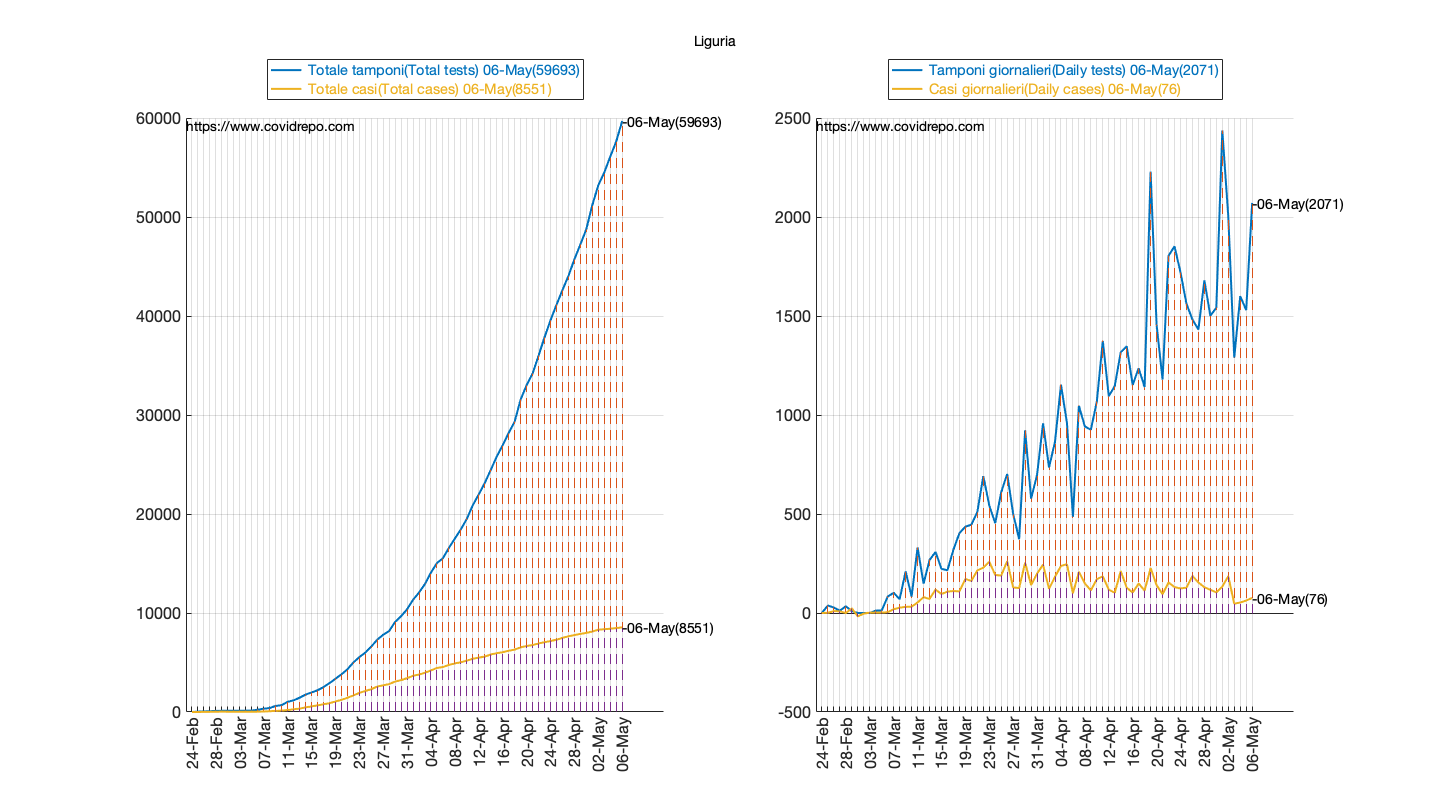 Liguria
Totale tamponi(Total tests) 06-May(59693)
Totale casi(Total cases) 06-May(8551)
60000
50000
40000
30000
20000
10000
0
https://www.covidrepo.com
06-May(59693)
06-May(8551)
24-Feb
28-Feb
03-Mar
07-Mar
11-Mar
15-Mar
19-Mar
23-Mar
27-Mar
31-Mar
04-Apr
08-Apr
12-Apr
16-Apr
20-Apr
24-Apr
28-Apr
02-May
06-May
Tamponi giornalieri(Daily tests) 06-May(2071)
Casi giornalieri(Daily cases) 06-May(76)
2500
2000
1500
1000
500
0
-500
https://www.covidrepo.com
06-May(2071)
06-May(76)
24-Feb
28-Feb
03-Mar
07-Mar
11-Mar
15-Mar
19-Mar
23-Mar
27-Mar
31-Mar
04-Apr
08-Apr
12-Apr
16-Apr
20-Apr
24-Apr
28-Apr
02-May
06-May